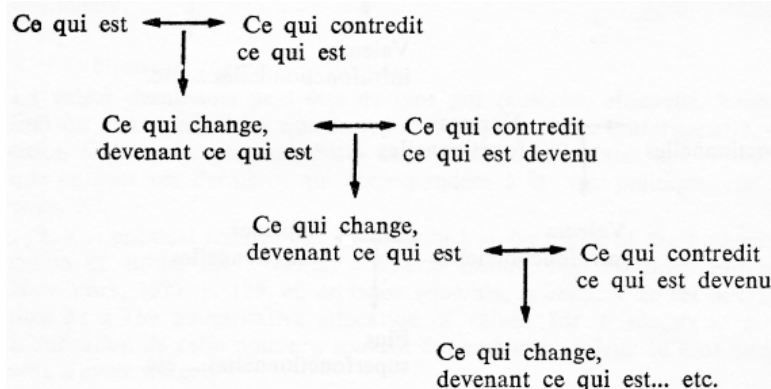 Ce qui est
Ce qui contredit
ce qui est
Ce qui change,
devenant ce qui est
Ce qui contredit
ce qui est devenu
Ce qui change,
devenant ce qui est
Ce qui contredit
ce qui est devenu
Ce qui change,
devenant ce qui est... etc.